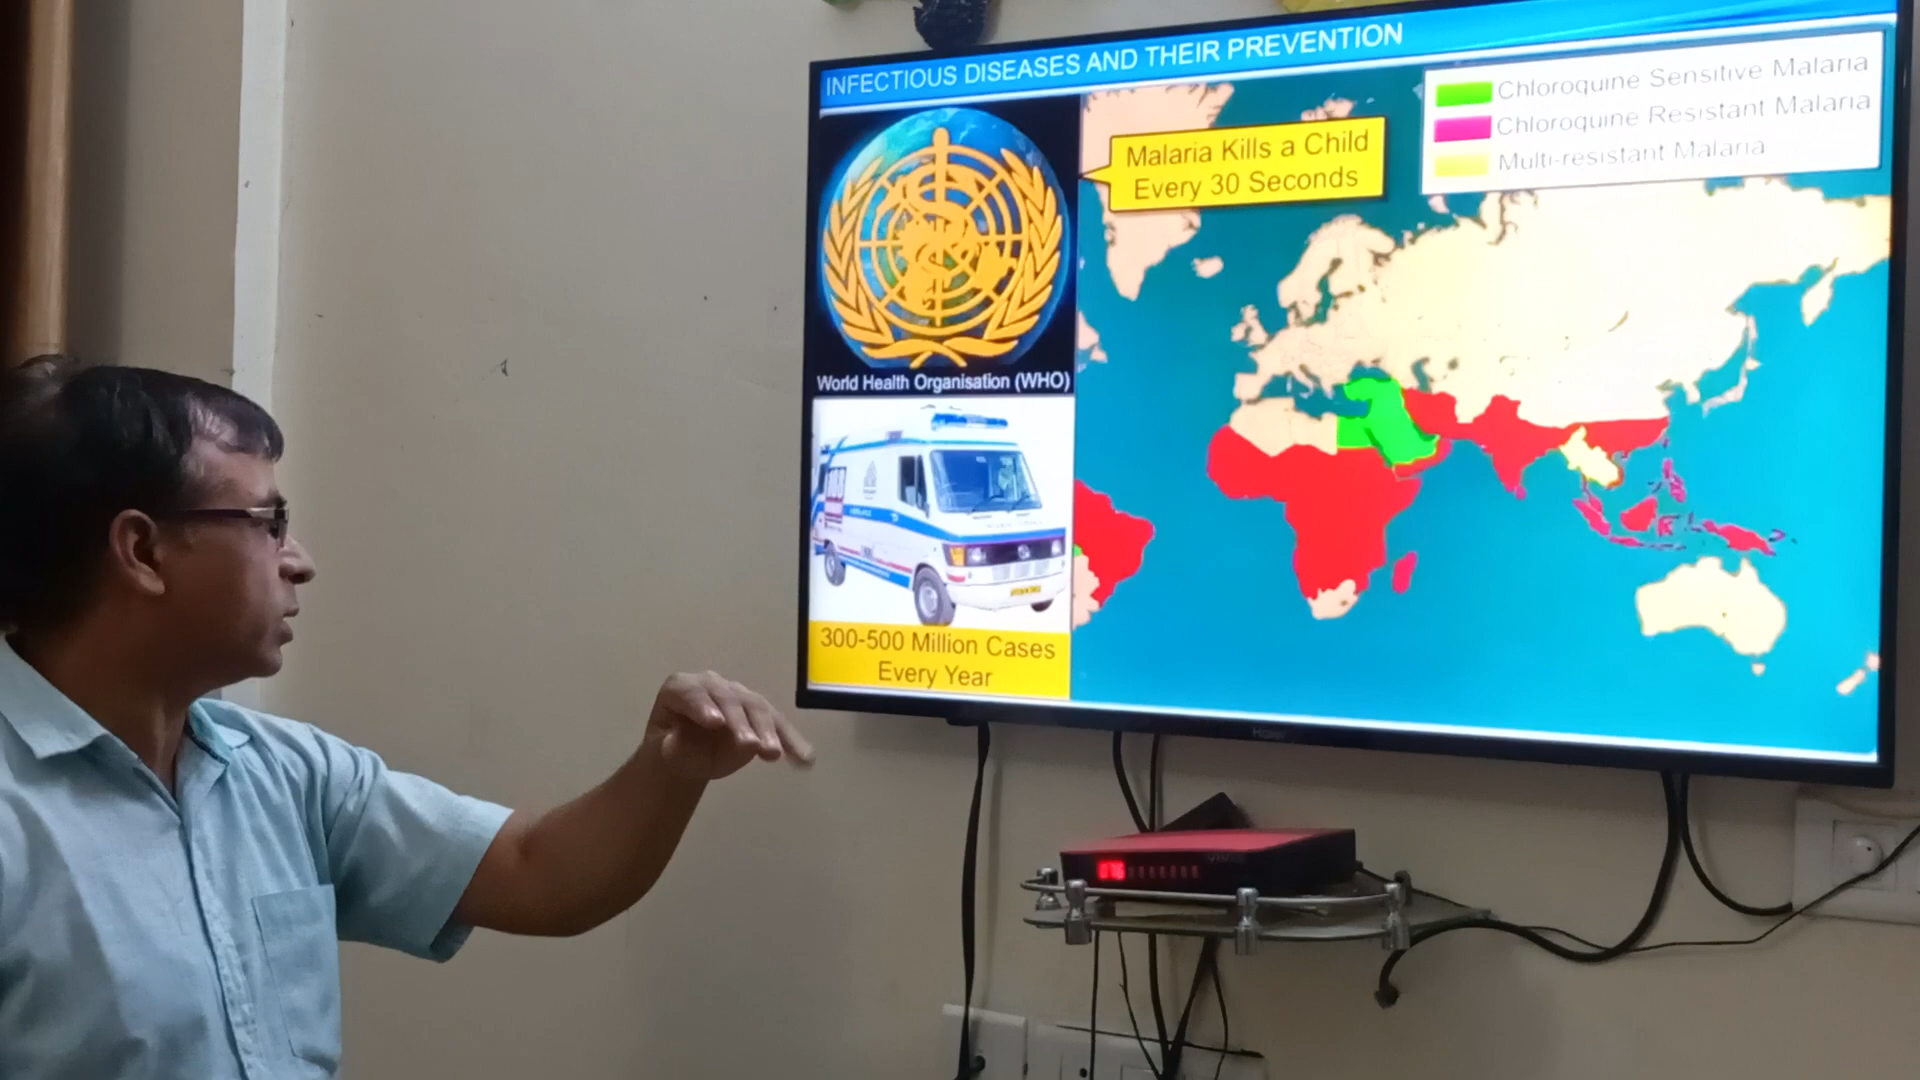 INFECTIOUS DISEASES AND THEIR PREVENTION
Chloroquine Sensitive Malaria
Chloroquine Resistant Malaria
Multi-resistant Malaria
Malaria Kills a Child
Every 30 Seconds
World Health Organisation (WHO)
300-500 Million Cases
Every Year
Haier